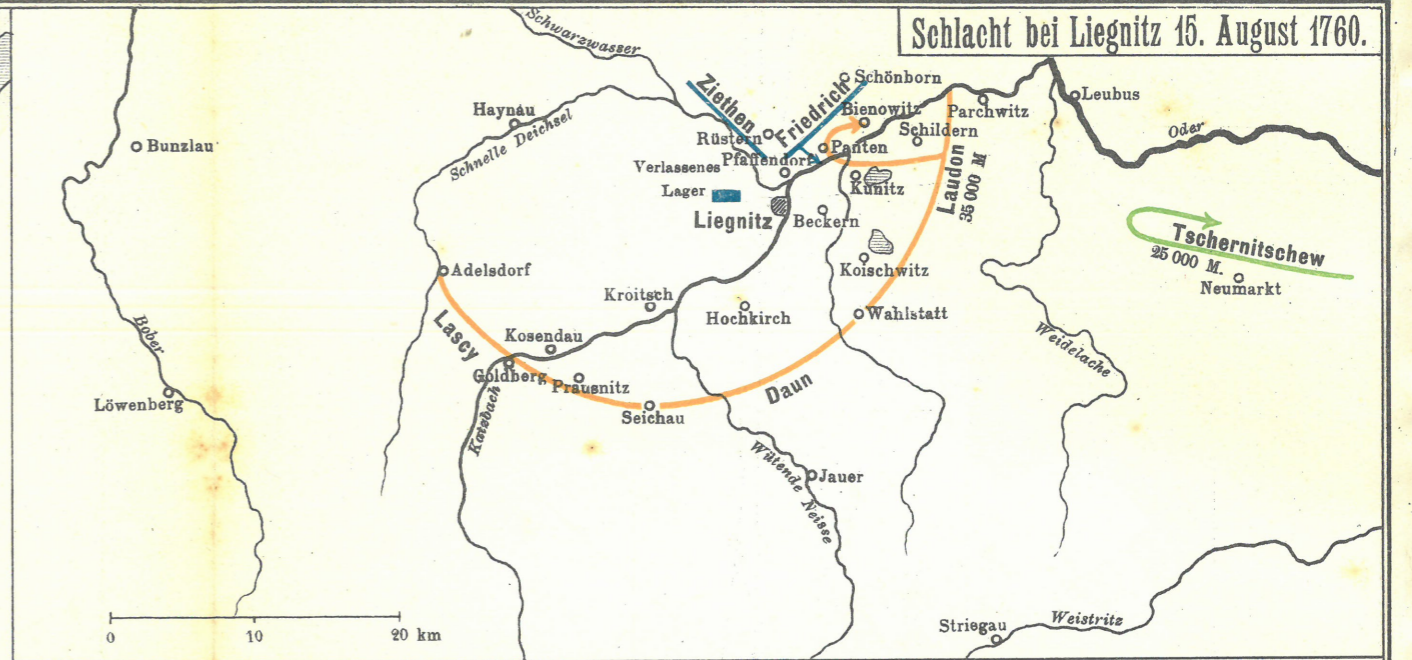 Schlacht bei Liegnitz 15. August 1760.
Schwarzwasser
Schönborn
Ziethen
Friedrich
Leubus
Haynau
Bienowitz
Parchwitz
Schnelle Deichsel
Rüstern
Schildern
Oder
Bunzlau
Panten
Verlassenes
Lager
Pfaffendorf
Kunitz
Laudon
35 000 M
Liegnitz
Beckern
Tschernitschew
25 000 M.
Neumarkt
Adelsdorf
Koischwitz
Kroitsch
Hochkirch
Wahlstatt
Bober
Lascy
Kosendau
Weidelache
Goldberg
Prausnitz
Daun
Löwenberg
Katzbach
Seichau
Wütende Neisse
Jauer
Striegau
Weistritz
0 10 20 km